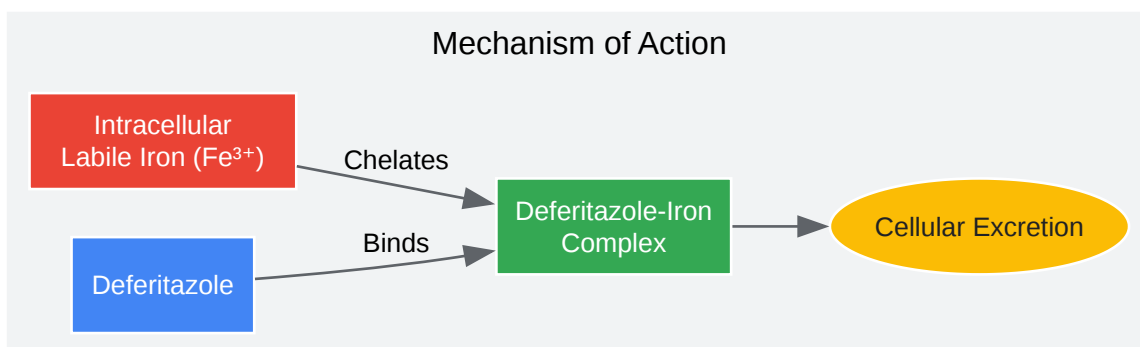 Mechanism of Action
Intracellular
Labile Iron (Fe³⁺)
Chelates
Binds
Deferitazole
Deferitazole-Iron
Complex
Cellular Excretion